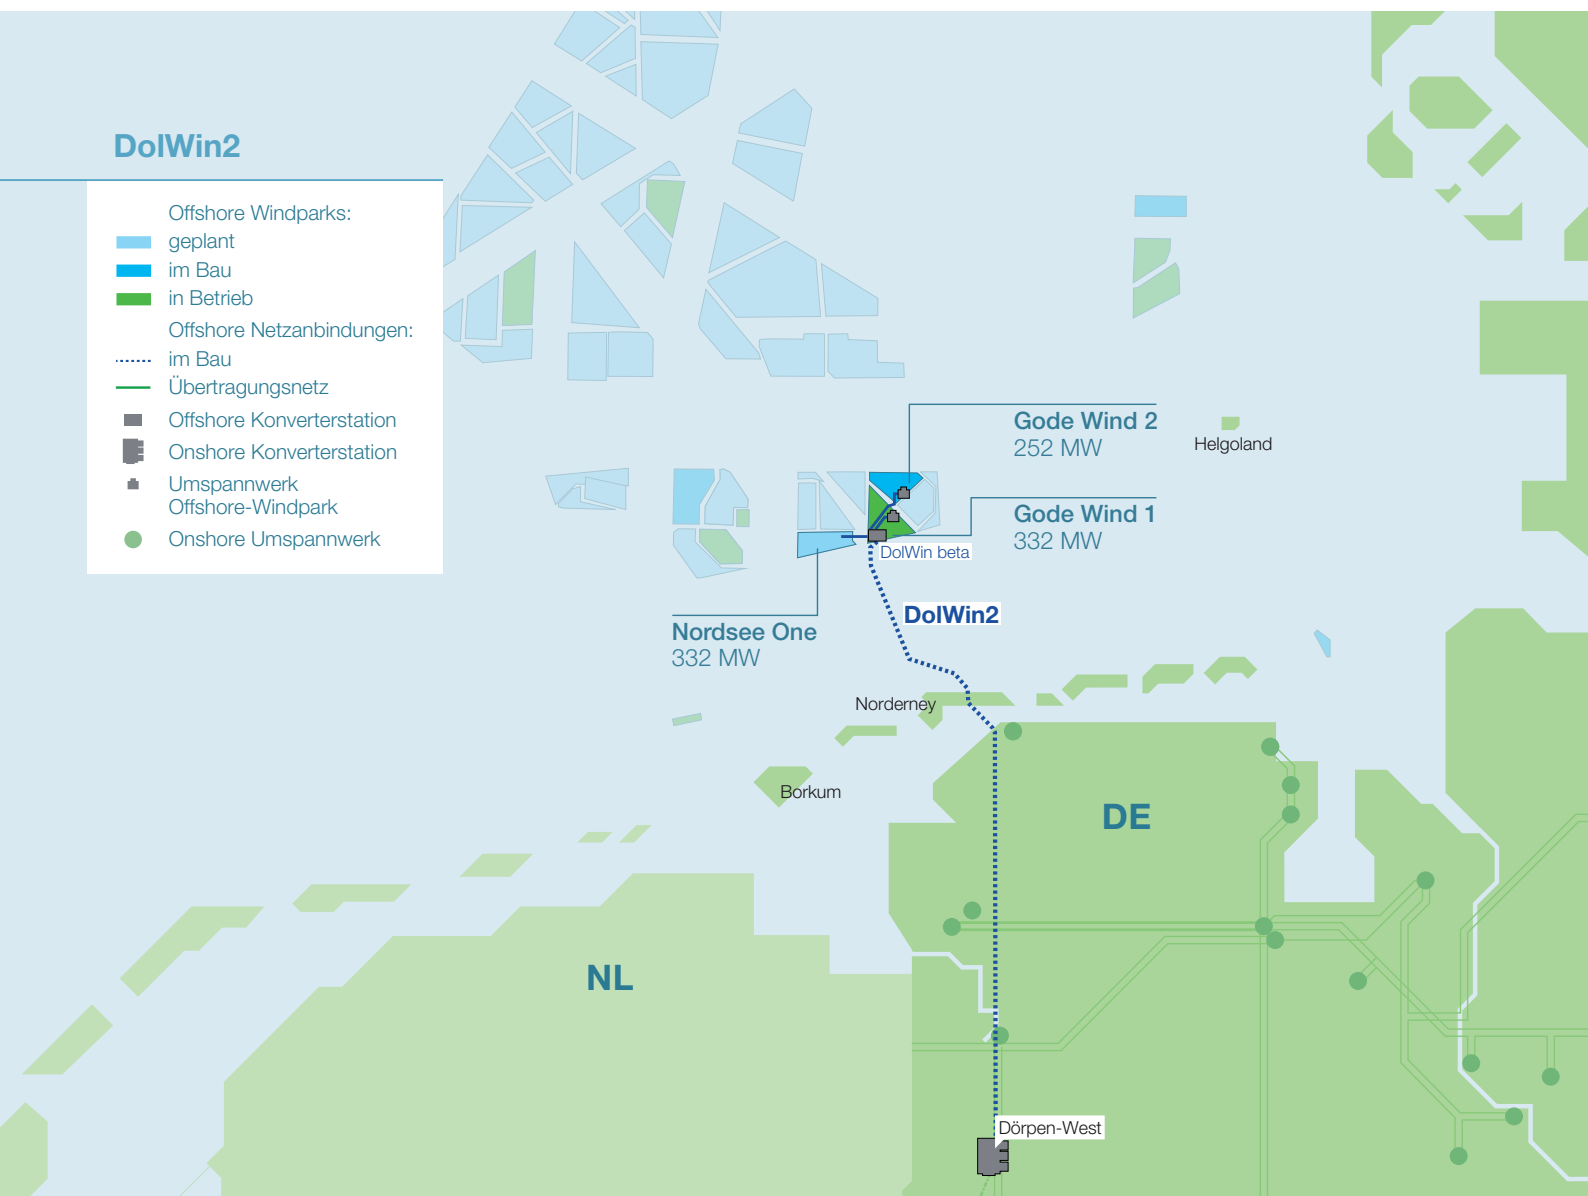 DolWin2
Offshore Windparks:
geplant
im Bau
in Betrieb
Offshore Netzanbindungen:
im Bau
Übertragungsnetz
Offshore Konverterstation
Onshore Konverterstation
Umspannwerk
Offshore-Windpark
Onshore Umspannwerk
Gode Wind 2
252 MW
Helgoland
Gode Wind 1
332 MW
DolWin beta
DolWin2
Nordsee One
332 MW
Norderney
Borkum
DE
NL
Dörpen-West